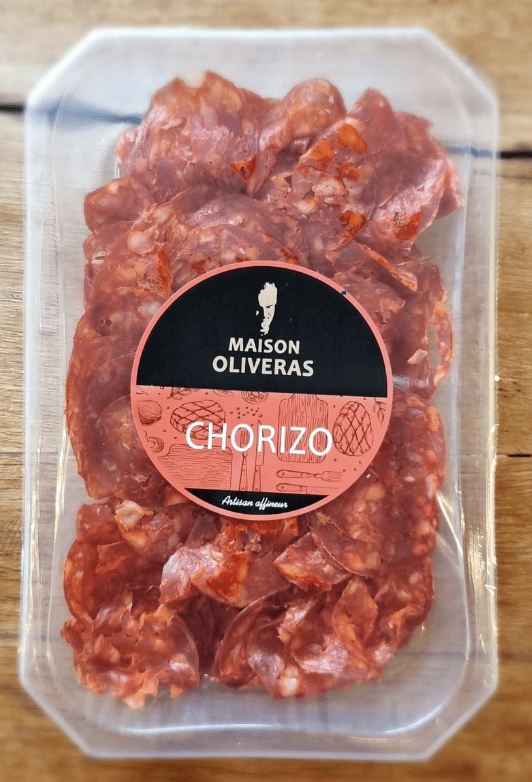 MAISON
OLIVERAS
CHORIZO
Artisan affineur